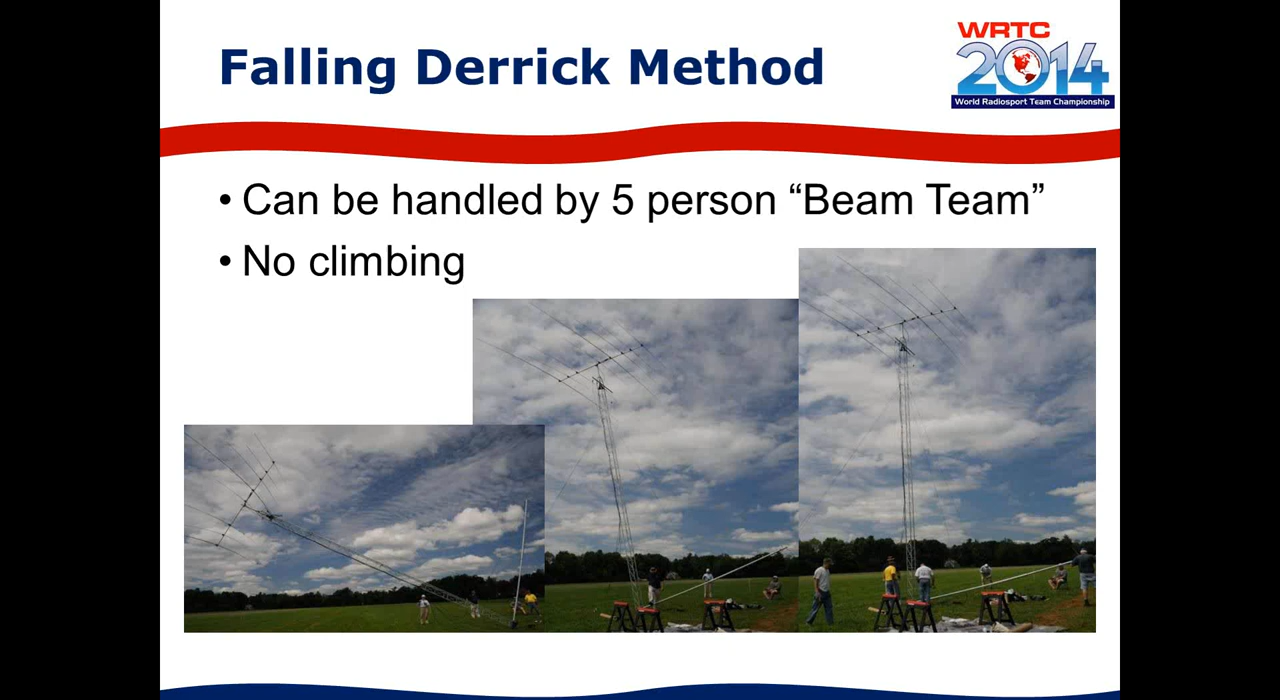 Falling Derrick Method
WRTC
2014
World Radiosport Team Championship
• Can be handled by 5 person “Beam Team”
• No climbing